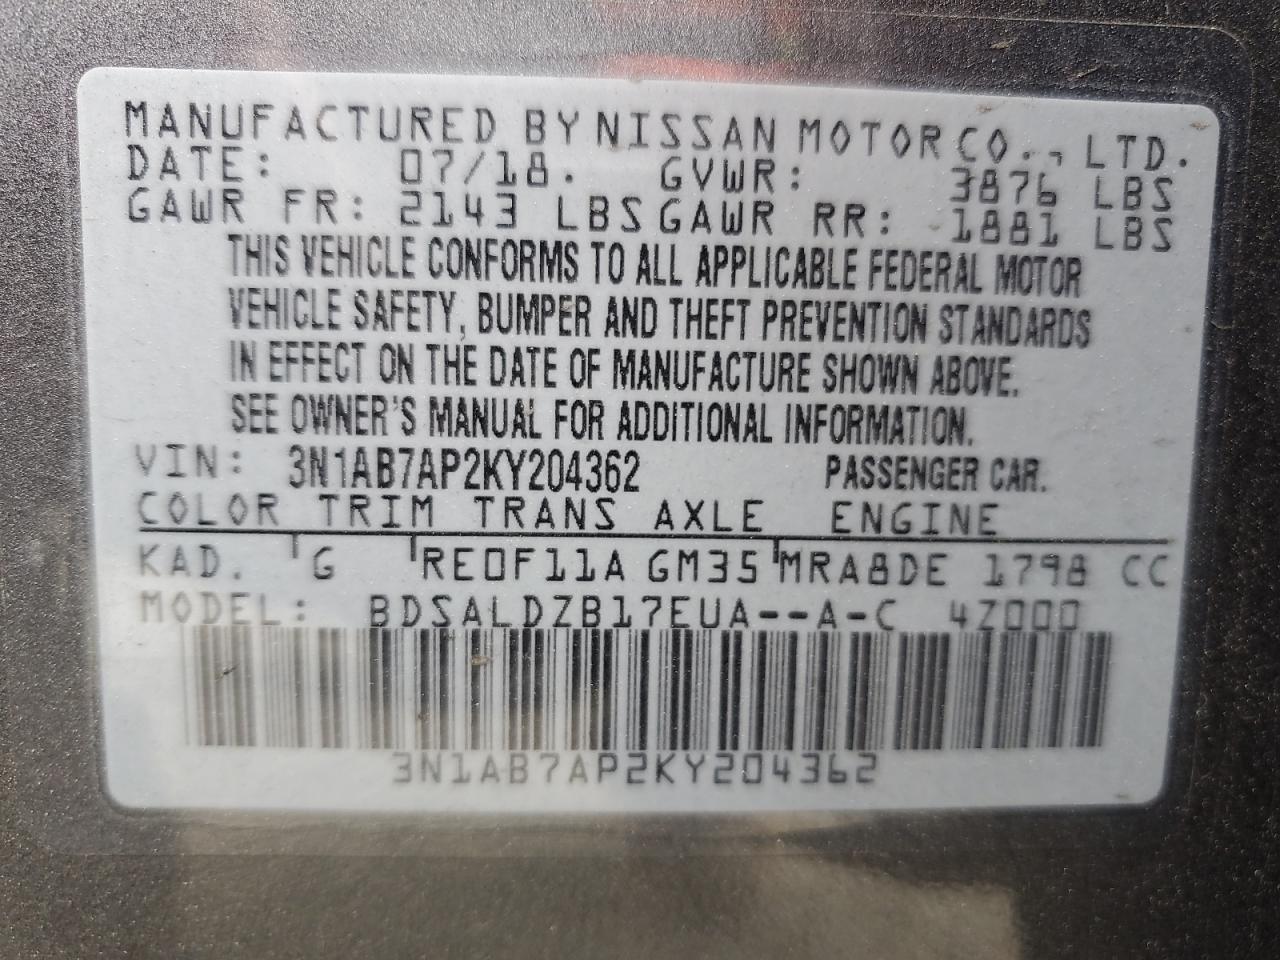 MANUFACTURED BY NISSAN MOTOR CO., LTD.
DATE: 07/18. GVWR: 3876 LBS
GAWR FR: 2143 LBS GAWR RR: 1881 LBS
THIS VEHICLE CONFORMS TO ALL APPLICABLE FEDERAL MOTOR
VEHICLE SAFETY, BUMPER AND THEFT PREVENTION STANDARDS
IN EFFECT ON THE DATE OF MANUFACTURE SHOWN ABOVE.
SEE OWNER'S MANUAL FOR ADDITIONAL INFORMATION.
VIN: 3N1AB7AP2KY204362 PASSENGER CAR.
COLOR TRIM TRANS AXLE ENGINE
KAD. G RE0F11A GM35 MRA8DE 1798 CC
MODEL: BDSALDZB17EUA--A-C 4Z000
3N1AB7AP2KY204362